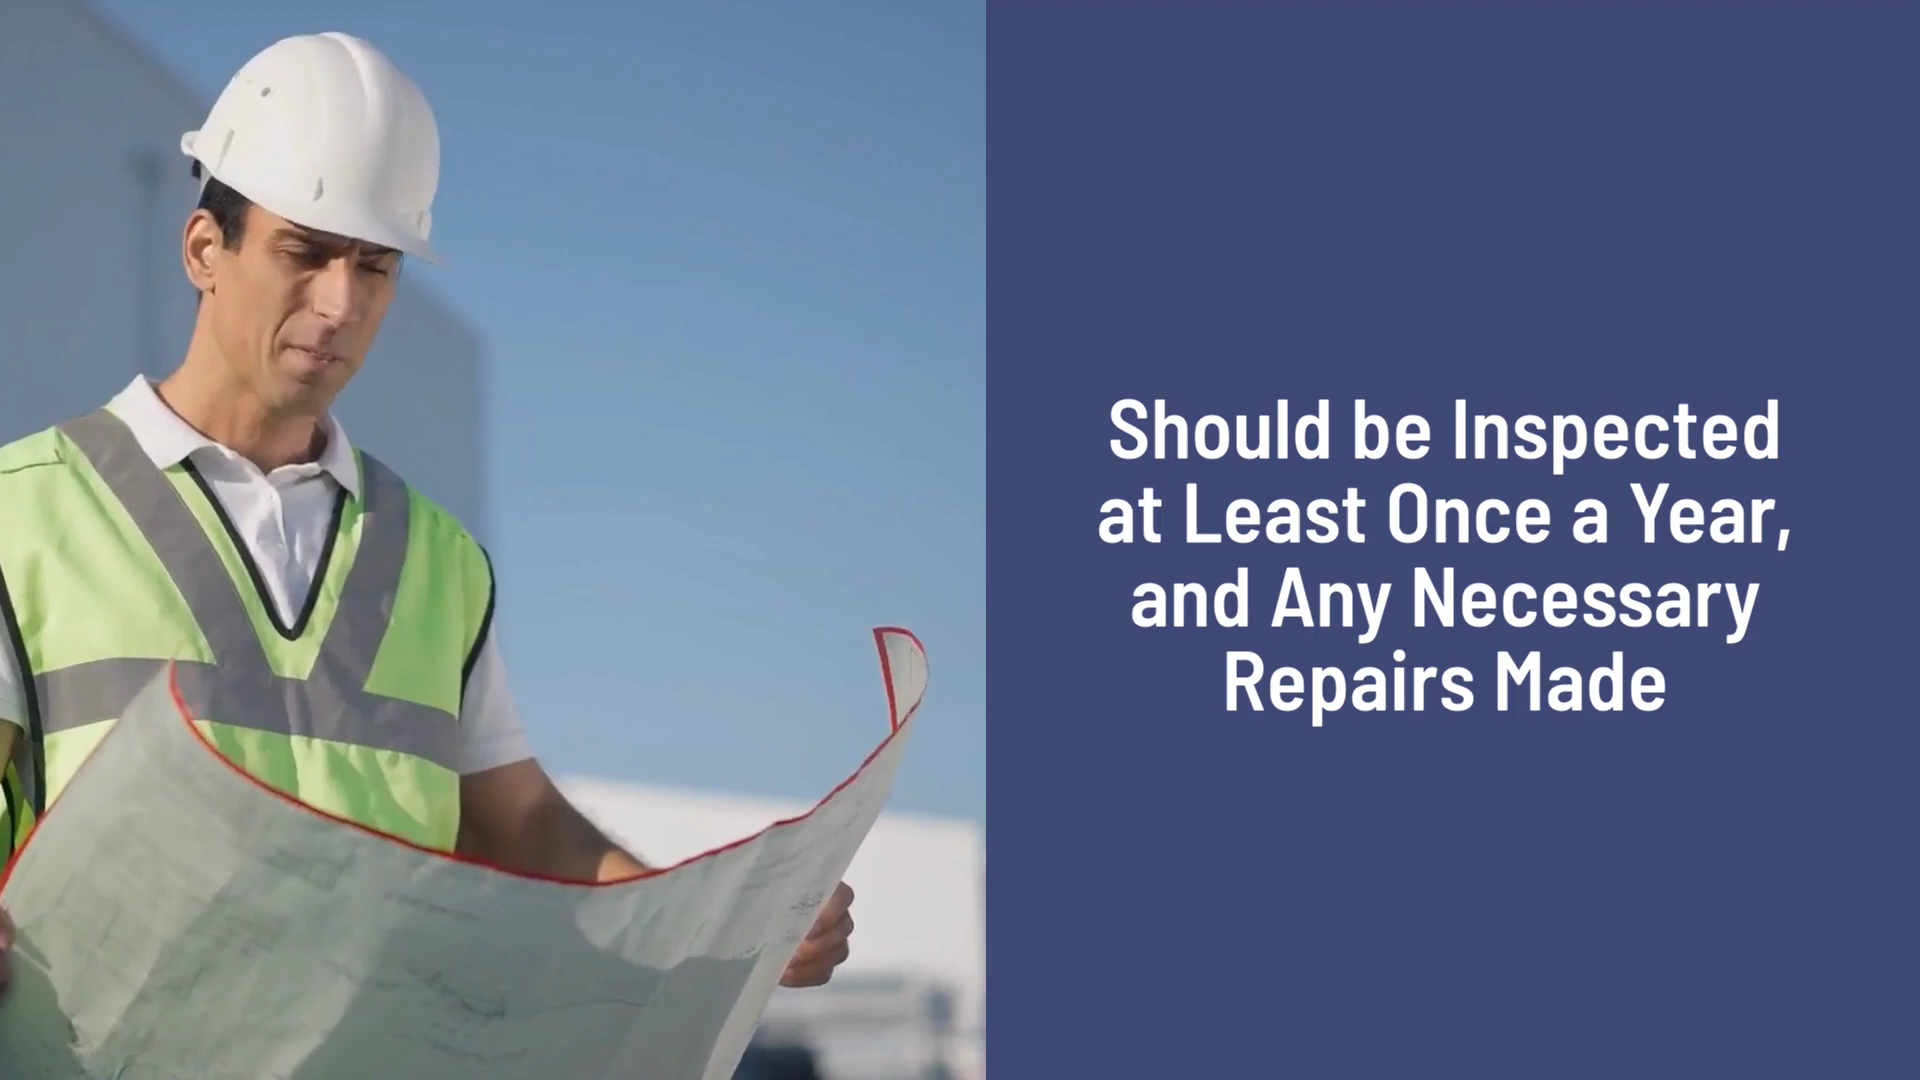 Should be Inspected
at Least Once a Year,
and Any Necessary
Repairs Made